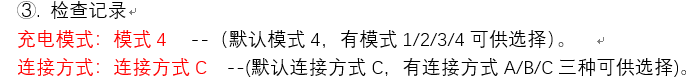 ③. 检查记录
充电模式：模式 4 --（默认模式 4，有模式 1/2/3/4 可供选择）。
连接方式：连接方式 C --(默认连接方式 C，有连接方式 A/B/C 三种可供选择)。